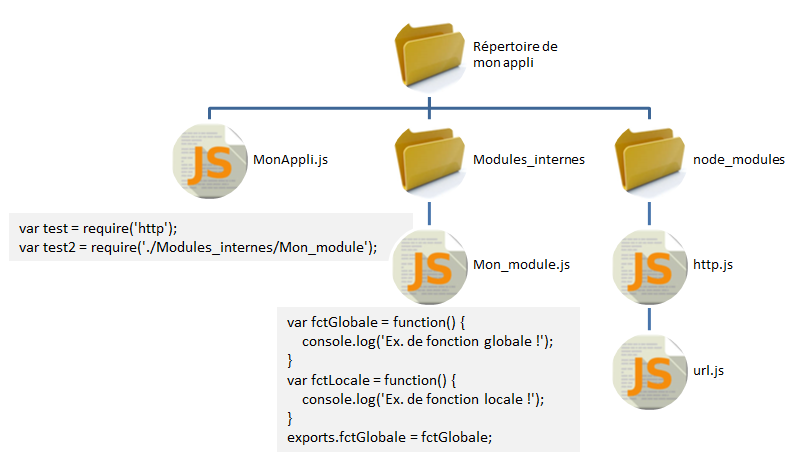 Répertoire de
mon appli
JS
MonAppli.js
Modules_internes
node_modules
var test = require('http');
var test2 = require('./Modules_internes/Mon_module');
JS
Mon_module.js
JS
http.js
var fctGlobale = function() {
console.log('Ex. de fonction globale !');
}
var fctLocale = function() {
console.log('Ex. de fonction locale !');
}
exports.fctGlobale = fctGlobale;
JS
url.js